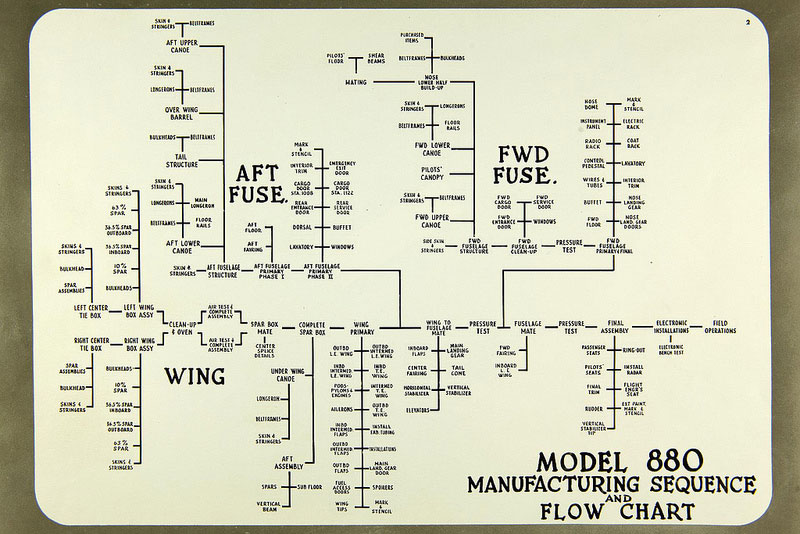 2
SKIN & STRINGERS
BELTFRAMES
AFT UPPER CANOE
SKIN & STRINGERS
LONGERONS
BELTFRAMES
OVER WING BARREL
BULKHEADS
BELTFRAMES
TAIL STRUCTURE
SKIN & STRINGERS
LONGERONS
MAIN LONGERON
BELTFRAMES
FLOOR RAILS
AFT LOWER CANOE
SKIN & STRINGERS
AFT FUSELAGE STRUCTURE
AFT FUSE.
AFT FLOOR
AFT FAIRING
AFT FUSELAGE PRIMARY PHASE I
MARK & STENCIL
INTERIOR TRIM
EMERGENCY EXIT DOOR
CARGO DOOR STA. 1008
CARGO DOOR STA. 1122
REAR ENTRANCE DOOR
REAR SERVICE DOOR
DORSAL
BUFFET
LAVATORY
WINDOWS
AFT FUSELAGE PRIMARY PHASE II
PILOTS' FLOOR
SHEAR BEAMS
MATING
PURCHASED ITEMS
BELTFRAMES
BULKHEADS
NOSE LOWER HALF BUILD-UP
SKIN & STRINGERS
LONGERONS
BELTFRAMES
FLOOR RAILS
FWD LOWER CANOE
PILOTS' CANOPY
SKIN & STRINGERS
BELTFRAMES
FWD UPPER CANOE
SIDE SKIN & STRINGERS
FWD FUSELAGE STRUCTURE
FWD FUSE.
FWD CARGO DOOR
FWD SERVICE DOOR
FWD ENTRANCE DOOR
WINDOWS
FWD FUSELAGE CLEAN-UP
PRESSURE TEST
NOSE DOME
MARK & STENCIL
INSTRUMENT PANEL
ELECTRIC RACK
RADIO RACK
COAT RACK
CONTROL PEDESTAL
LAVATORY
WIRES & TUBES
INTERIOR TRIM
BUFFET
NOSE LANDING GEAR
FWD FLOOR
NOSE LAND. GEAR DOORS
FWD FUSELAGE PRIMARY & FINAL
SKINS & STRINGERS
63% SPAR
36.5% SPAR OUTBOARD
36.5% SPAR INBOARD
10% SPAR
BULKHEADS
SKINS & STRINGERS
BULKHEAD
SPAR ASSEMBLIES
LEFT CENTER TIE BOX
LEFT WING BOX ASSY
RIGHT CENTER TIE BOX
RIGHT WING BOX ASSY
SPAR ASSEMBLIES
BULKHEAD
SKINS & STRINGERS
BULKHEADS
10% SPAR
36.5% SPAR INBOARD
36.5% SPAR OUTBOARD
63% SPAR
SKINS & STRINGERS
CLEAN-UP & OVEN
AIR TEST & COMPLETE ASSEMBLY
AIR TEST & COMPLETE ASSEMBLY
WING
SPAR BOX MATE
CENTER SPLICE DETAILS
COMPLETE SPAR BOX
UNDER WING CANOE
LONGERON
BELTFRAMES
SKIN & STRINGERS
AFT ASSEMBLY
SPARS
SUB FLOOR
VERTICAL BEAM
WING PRIMARY
OUTBD L.E. WING
OUTBD INTERMED L.E. WING
INBD INTERMED L.E. WING
INBD T.E. WING
PODS-PYLONS & ENGINES
INTERMED T.E. WING
AILERONS
OUTBD T.E. WING
INBD INTERMED FLAPS
INSTALL FAB. TUBING
OUTBD INTERMED FLAPS
INSTALLATIONS
OUTBD FLAPS
MAIN LAND. GEAR DOOR
FUEL ACCESS DOORS
SPOILERS
WING TIPS
MARK & STENCIL
WING TO FUSELAGE MATE
INBOARD FLAPS
MAIN LANDING GEAR
CENTER FAIRING
TAIL CONE
HORIZONTAL STABILIZER
VERTICAL STABILIZER
ELEVATORS
PRESSURE TEST
FUSELAGE MATE
FWD FAIRING
INBOARD L.E. WING
PRESSURE TEST
FINAL ASSEMBLY
PASSENGER SEATS
RING-OUT
PILOTS' SEATS
INSTALL RADAR
FINAL TRIM
FLIGHT ENGR'S SEAT
RUDDER
EXT PAINT, MARK & STENCIL
VERTICAL STABILIZER TIP
ELECTRONIC INSTALLATIONS
ELECTRONIC BENCH TEST
FIELD OPERATIONS
MODEL 880
MANUFACTURING SEQUENCE
AND
FLOW CHART